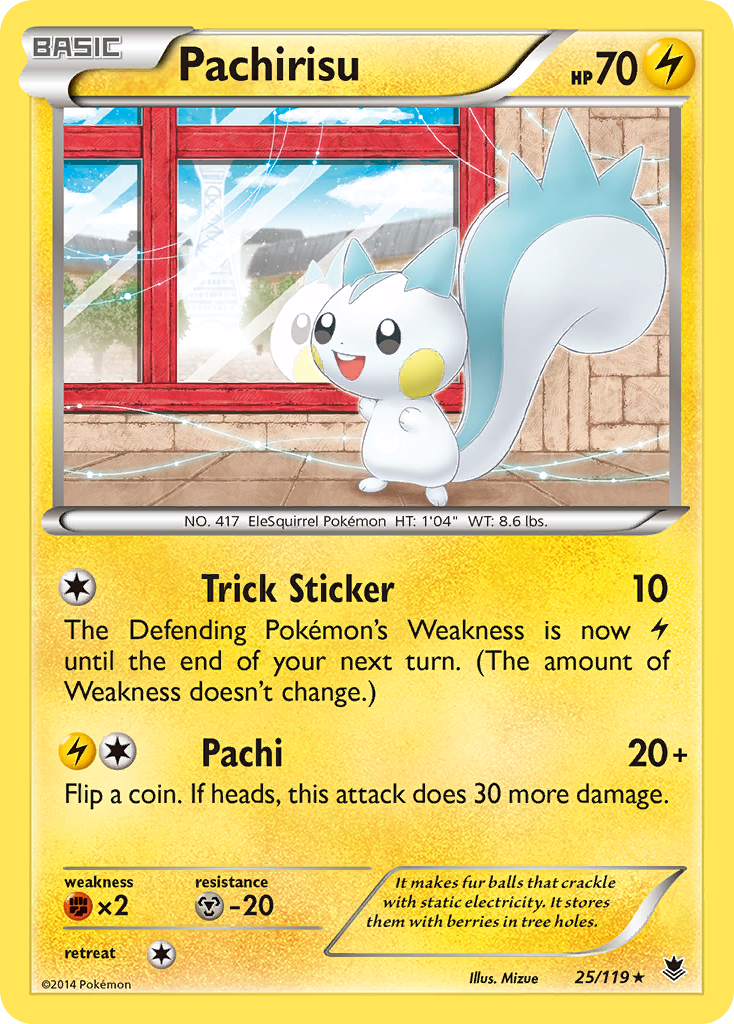 BASIC
Pachirisu
HP70
NO. 417 EleSquirrel Pokémon HT: 1'04" WT: 8.6 lbs.
Trick Sticker 10
The Defending Pokémon's Weakness is now
until the end of your next turn. (The amount of
Weakness doesn't change.)
Pachi 20+
Flip a coin. If heads, this attack does 30 more damage.
weakness resistance
×2 -20
retreat
It makes fur balls that crackle
with static electricity. It stores
them with berries in tree holes.
©2014 Pokémon
Illus. Mizue 25/119 ★